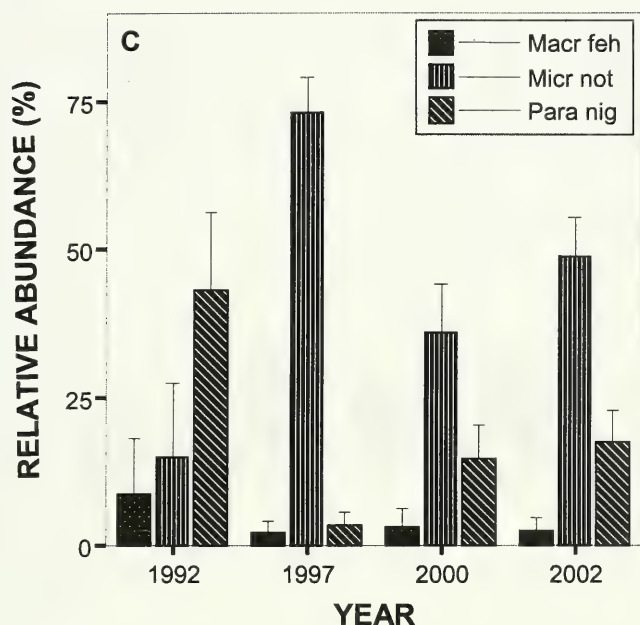 C
Macr feh
Micr not
Para nig
RELATIVE ABUNDANCE (%)
75
50
25
0
1992 1997 2000 2002
YEAR